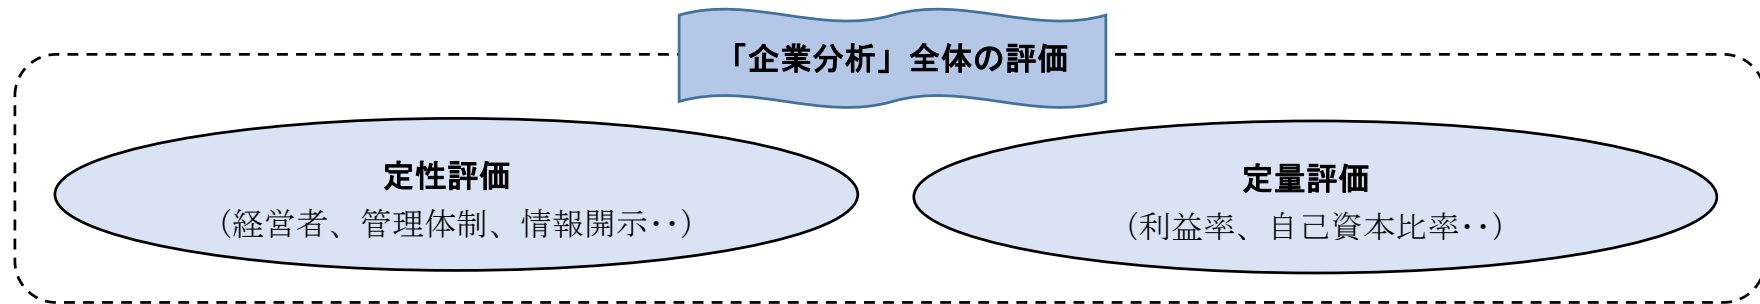 「企業分析」全体の評価
定性評価
（経営者、管理体制、情報開示・・）
定量評価
（利益率、自己資本比率・・）